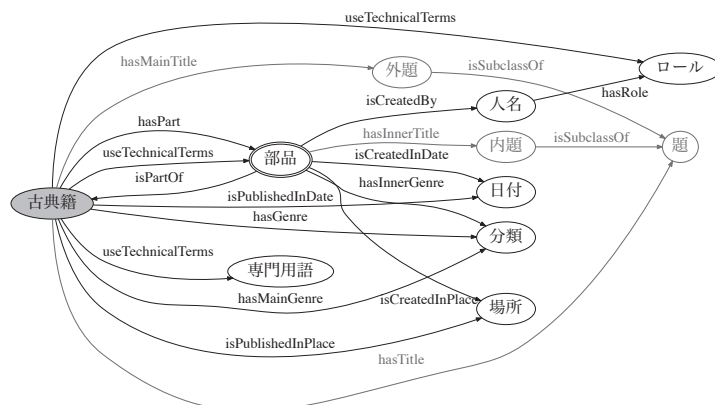 useTechnicalTerms
hasMainTitle
外題
isSubclassOf
ロール
isCreatedBy
人名
hasRole
hasPart
hasInnerTitle
内題
isSubclassOf
題
useTechnicalTerms
部品
isCreatedInDate
isPartOf
hasInnerGenre
isPublishedInDate
日付
古典籍
hasGenre
分類
useTechnicalTerms
専門用語
hasMainGenre
isCreatedInPlace
場所
isPublishedInPlace
hasTitle